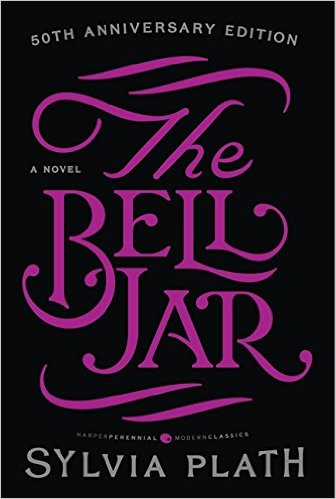 50TH ANNIVERSARY EDITION
The
A NOVEL
BELL
JAR
HARPERPERENNIAL MODERNCLASSICS
SYLVIA PLATH